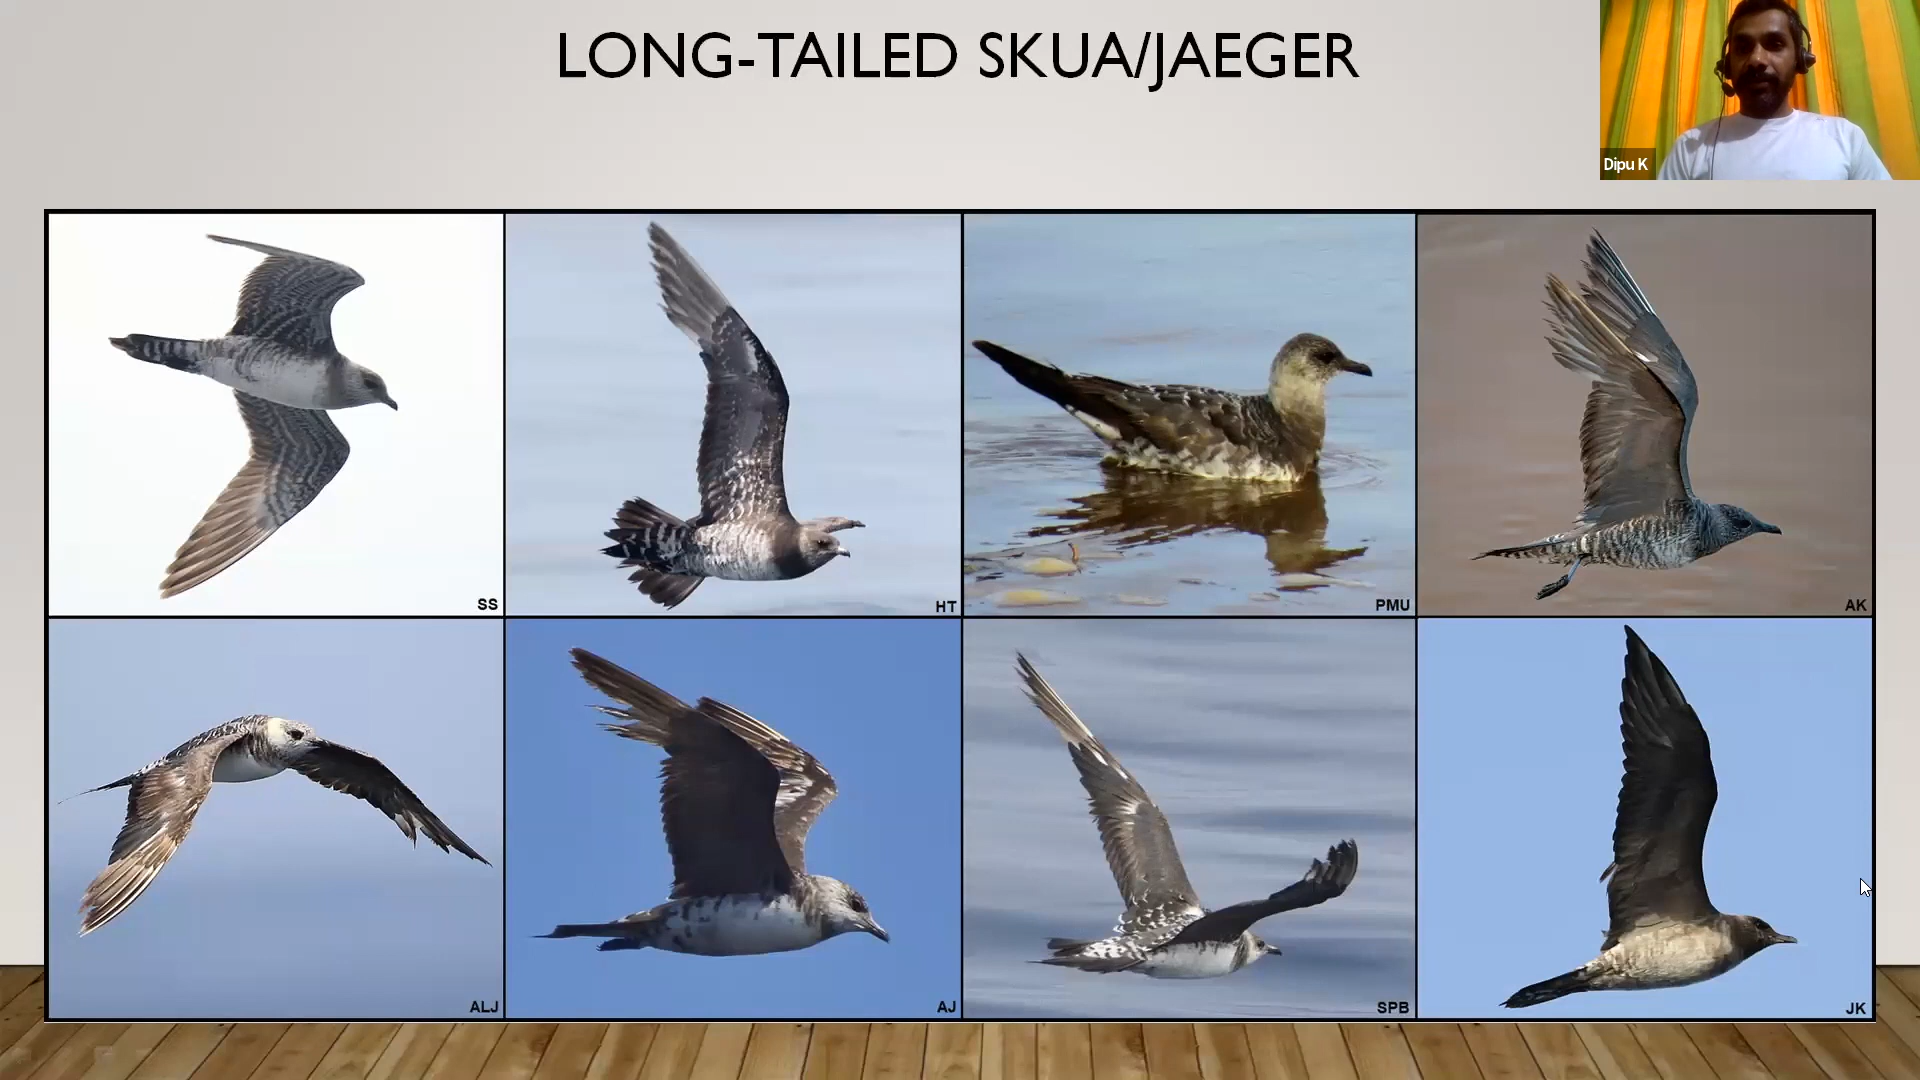 LONG-TAILED SKUA/JAEGER
Dipu K
SS
HT
PMU
AK
ALJ
AJ
SPB
JK